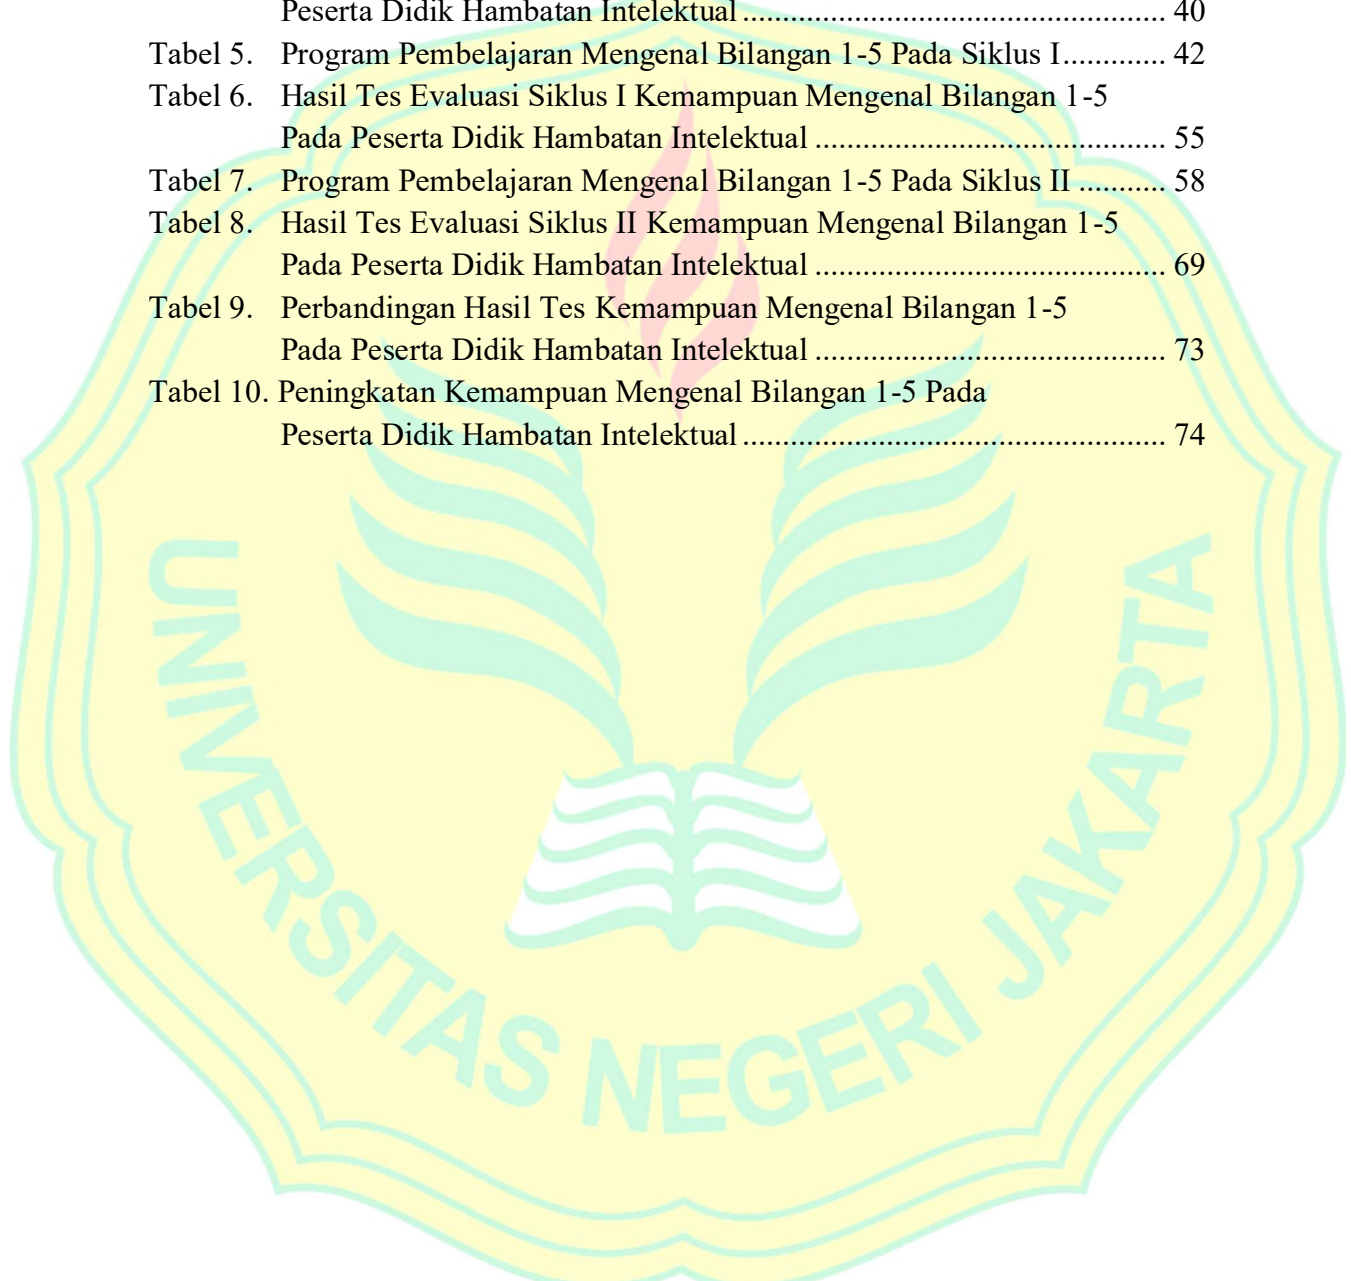 Peserta Didik Hambatan Intelektual ............................................... 40
Tabel 5. Program Pembelajaran Mengenal Bilangan 1-5 Pada Siklus I............ 42
Tabel 6. Hasil Tes Evaluasi Siklus I Kemampuan Mengenal Bilangan 1-5
Pada Peserta Didik Hambatan Intelektual ....................................... 55
Tabel 7. Program Pembelajaran Mengenal Bilangan 1-5 Pada Siklus II ........... 58
Tabel 8. Hasil Tes Evaluasi Siklus II Kemampuan Mengenal Bilangan 1-5
Pada Peserta Didik Hambatan Intelektual ....................................... 69
Tabel 9. Perbandingan Hasil Tes Kemampuan Mengenal Bilangan 1-5
Pada Peserta Didik Hambatan Intelektual ....................................... 73
Tabel 10. Peningkatan Kemampuan Mengenal Bilangan 1-5 Pada
Peserta Didik Hambatan Intelektual ............................................... 74
UNIVERSITAS NEGERI JAKARTA